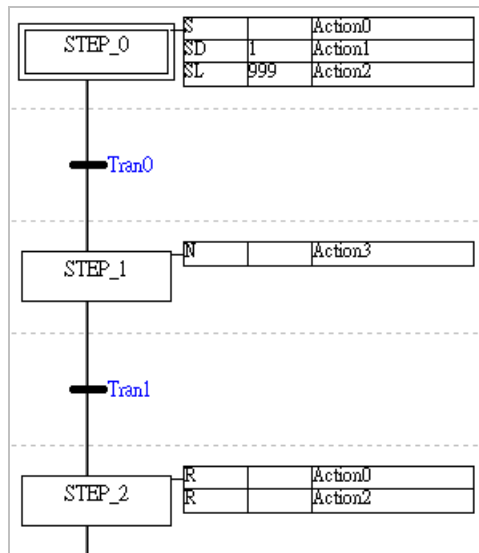 STEP_0 S Action0
SD 1 Action1
SL 999 Action2
Tran0
STEP_1 N Action3
Tran1
STEP_2 R Action0
R Action2